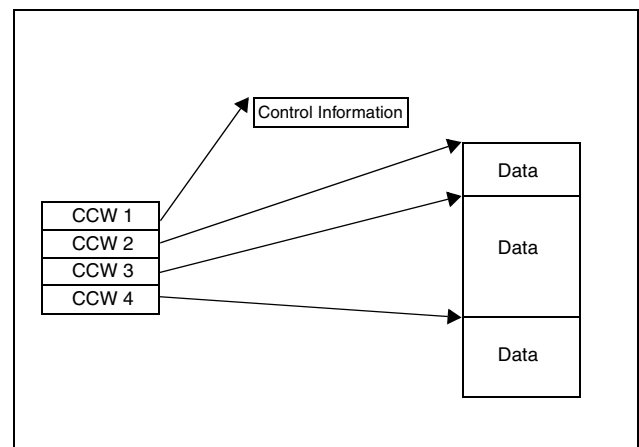 Control Information
CCW 1
CCW 2
CCW 3
CCW 4
Data
Data
Data